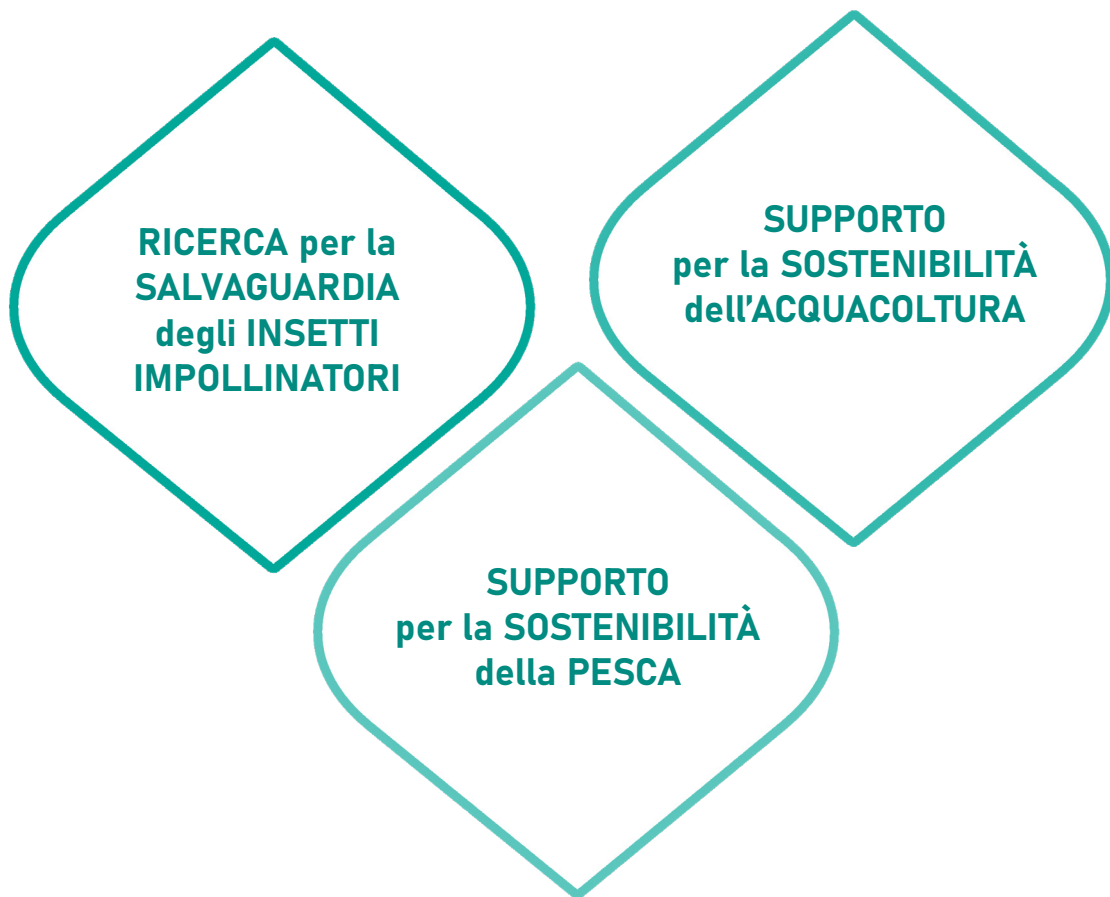 RICERCA per la
SALVAGUARDIA
degli INSETTI
IMPOLLINATORI
SUPPORTO
per la SOSTENIBILITÀ
dell'ACQUACOLTURA
SUPPORTO
per la SOSTENIBILITÀ
della PESCA